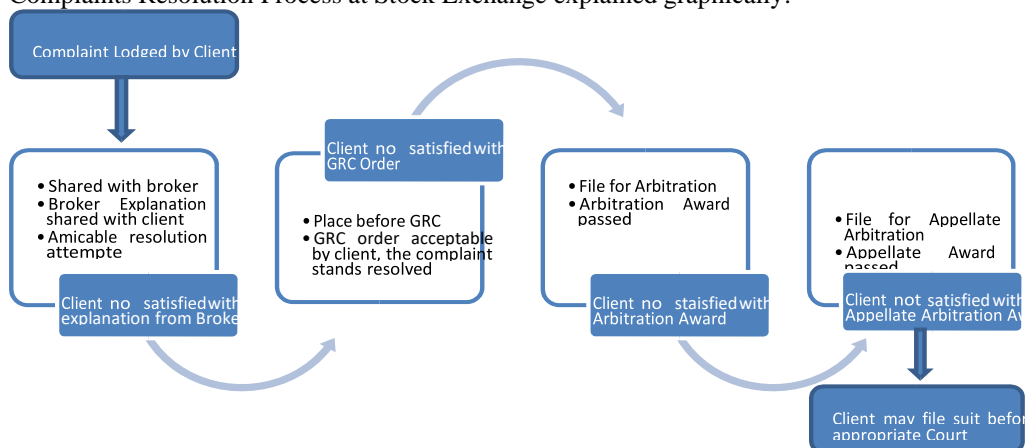 Complaints Resolution Process at Stock Exchange explained graphically:
Complaint Lodged by Client
• Shared with broker
• Broker Explanation
shared with client
• Amicable resolution
attempte
Client no satisfied with
explanation from Broke
Client no satisfied with
GRC Order
• Place before GRC
• GRC order acceptable
by client, the complaint
stands resolved
• File for Arbitration
• Arbitration Award
passed
Client no staisfied with
Arbitration Award
• File for Appellate
Arbitration
• Appellate Award
passed
Client not satisfied with
Appellate Arbitration Aw
Client may file suit befor
appropriate Court